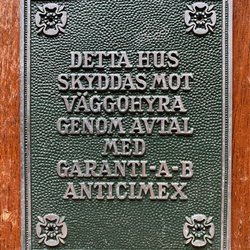 DETTA HUS
SKYDDAS MOT
VÄGGOHYRA
GENOM AVTAL
MED
GARANTI-A-B
ANTICIMEX